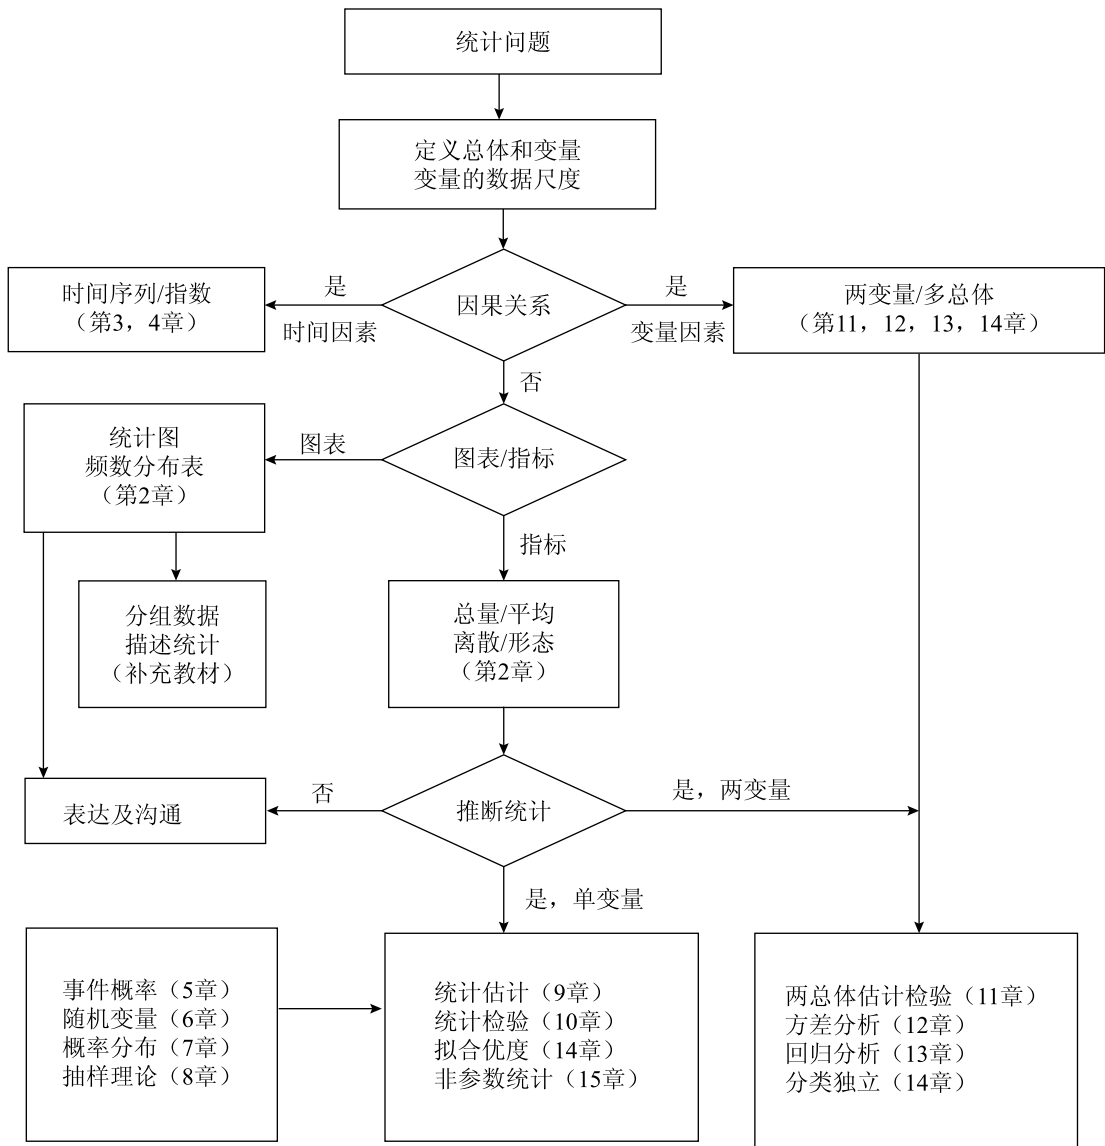 统计问题
定义总体和变量
变量的数据尺度
时间序列/指数
（第3，4章）
是
时间因素
因果关系
是
变量因素
两变量/多总体
（第11，12，13，14章）
否
统计图
频数分布表
（第2章）
图表
图表/指标
指标
分组数据
描述统计
（补充教材）
总量/平均
离散/形态
（第2章）
表达及沟通
否
推断统计
是，两变量
是，单变量
事件概率（5章）
随机变量（6章）
概率分布（7章）
抽样理论（8章）
统计估计（9章）
统计检验（10章）
拟合优度（14章）
非参数统计（15章）
两总体估计检验（11章）
方差分析（12章）
回归分析（13章）
分类独立（14章）